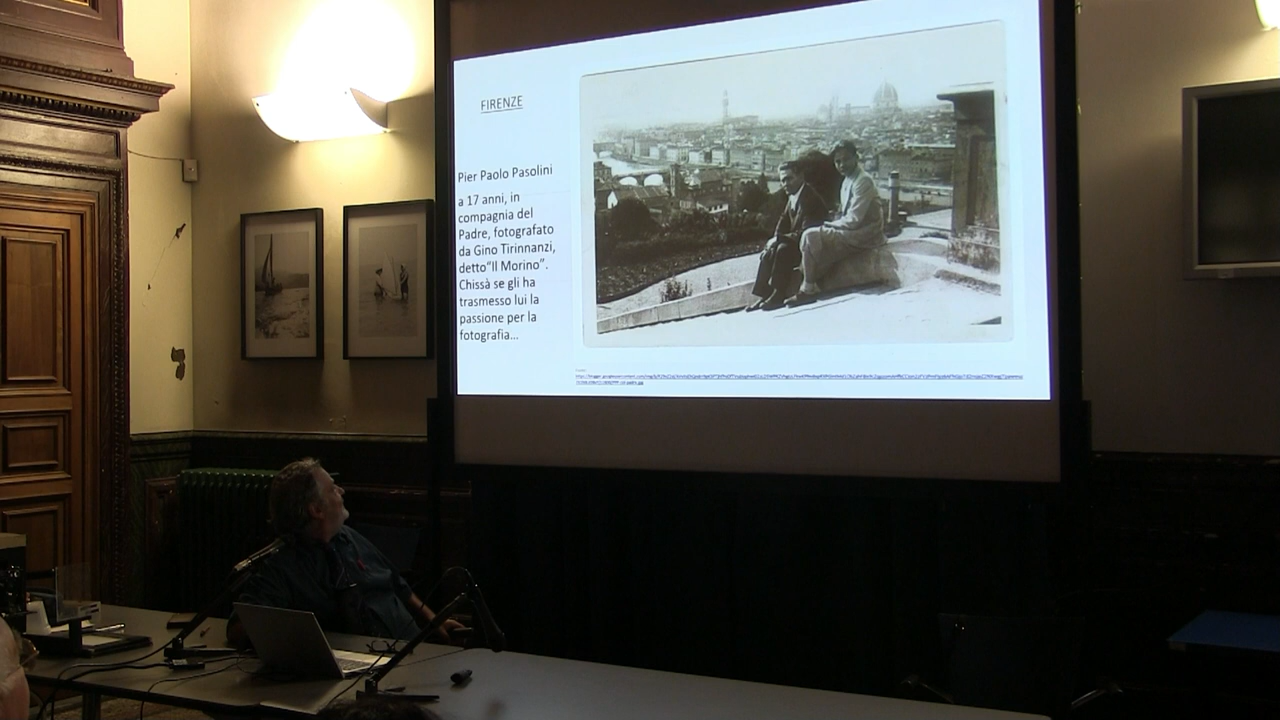 FIRENZE
Pier Paolo Pasolini
a 17 anni, in
compagnia del
Padre, fotografato
da Gino Tirinnanzi,
detto"Il Morino".
Chissà se gli ha
trasmesso lui la
passione per la
fotografia...